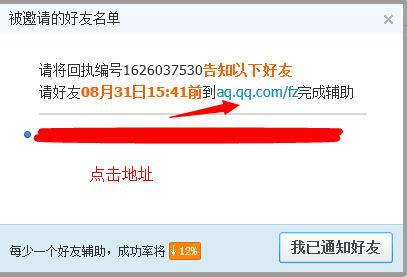 被邀请的好友名单
请将回执编号1626037530告知以下好友
请好友08月31日15:41前到aq.qq.com/fz完成辅助
点击地址
每少一个好友辅助，成功率将↓12%
我已通知好友